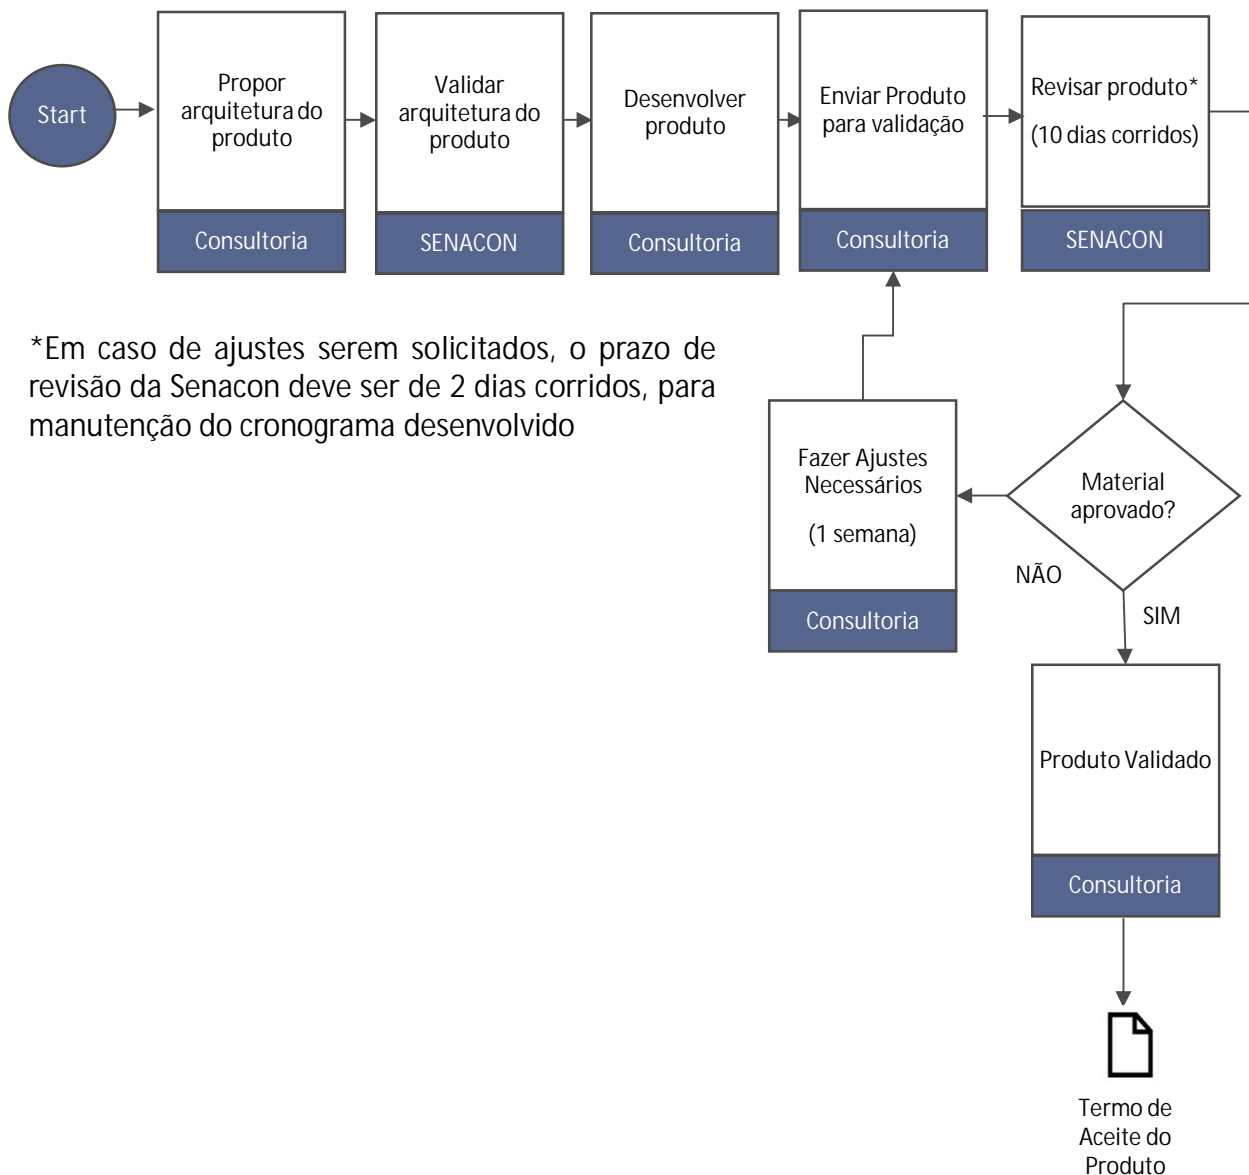 Start
Propor
arquitetura do
produto
Consultoria
Validar
arquitetura do
produto
SENACON
Desenvolver
produto
Consultoria
Enviar Produto
para validação
Consultoria
Revisar produto*
(10 dias corridos)
SENACON
*Em caso de ajustes serem solicitados, o prazo de
revisão da Senacon deve ser de 2 dias corridos, para
manutenção do cronograma desenvolvido
Fazer Ajustes
Necessários
(1 semana)
Consultoria
Material
aprovado?
NÃO
SIM
Produto Validado
Consultoria
Termo de
Aceite do
Produto